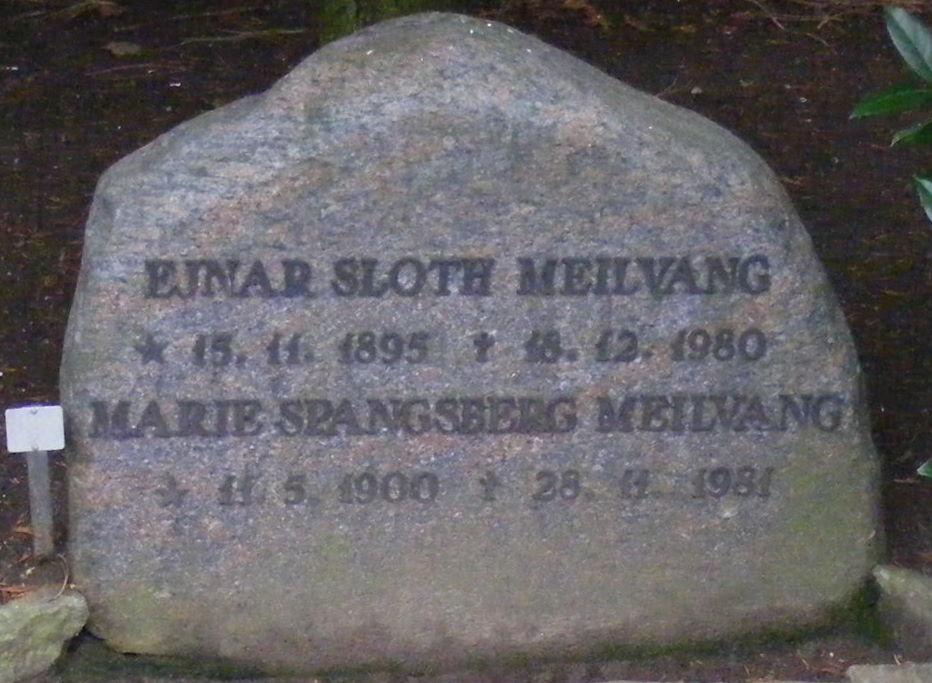 EJNAR SLOTH MEILVANG
★ 15. 11. 1895 † 18. 12. 1980
MARIE SPANGSBERG MEILVANG
★ 11 5. 1900 † 28. 11. 1981